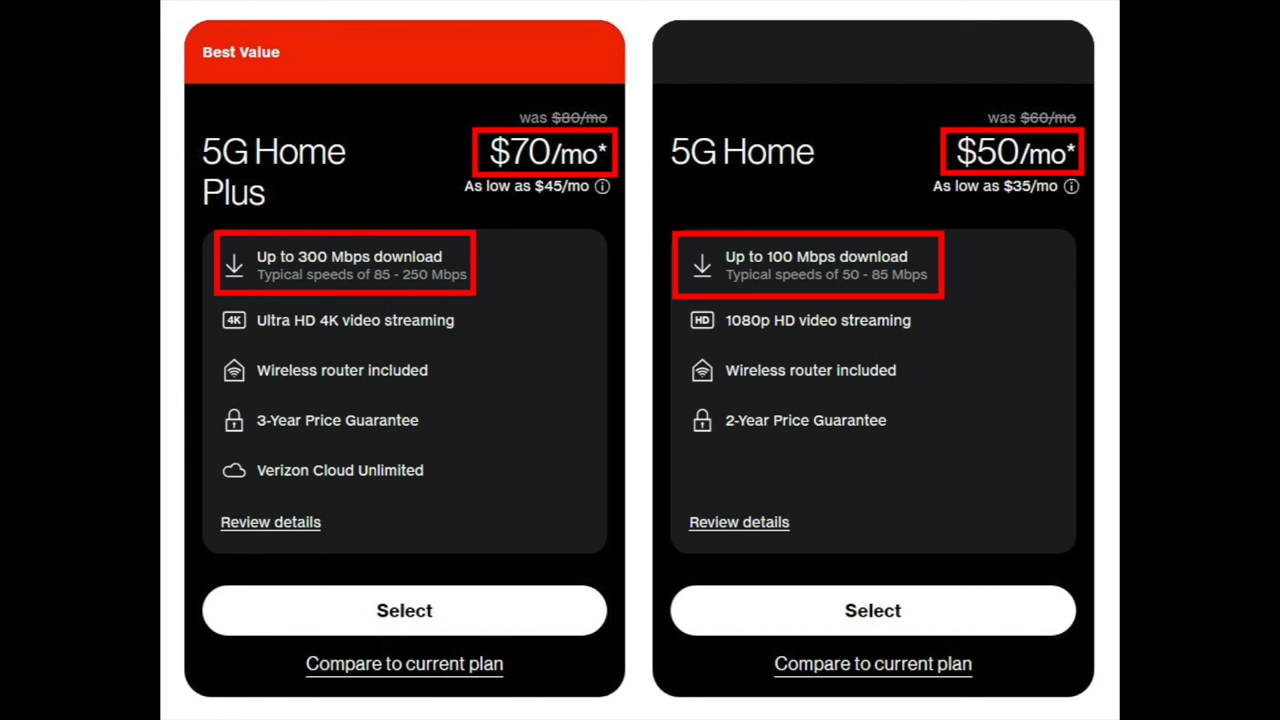 Best Value
was $80/mo
5G Home
Plus
$70/mo*
As low as $45/mo
Up to 300 Mbps download
Typical speeds of 85 - 250 Mbps
4K
Ultra HD 4K video streaming
Wireless router included
3-Year Price Guarantee
Verizon Cloud Unlimited
Review details
Select
Compare to current plan
was $60/mo
5G Home
$50/mo*
As low as $35/mo
Up to 100 Mbps download
Typical speeds of 50 - 85 Mbps
HD
1080p HD video streaming
Wireless router included
2-Year Price Guarantee
Review details
Select
Compare to current plan